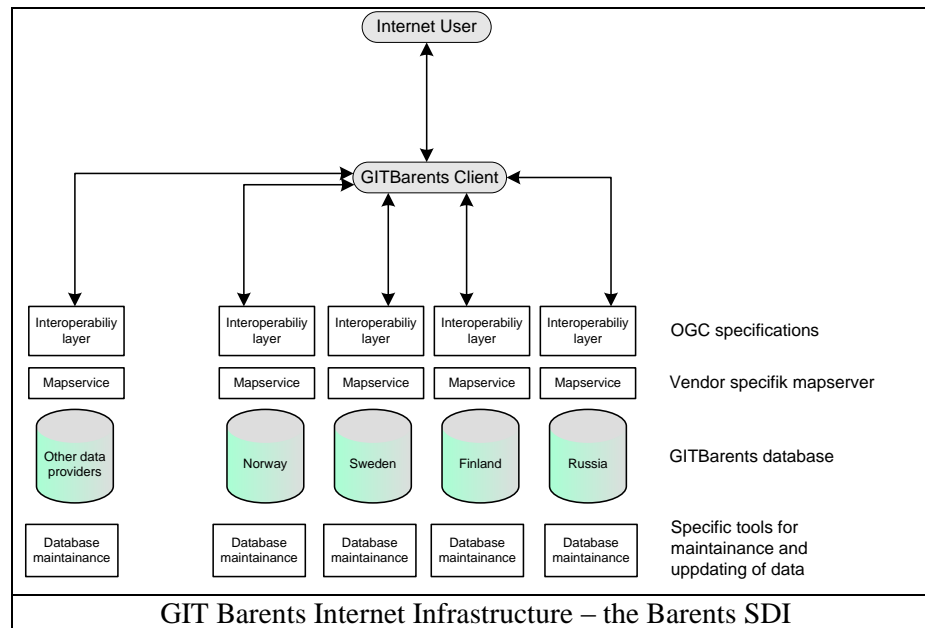 Internet User
GITBarents Client
Interoperabiliy
layer
Interoperabiliy
layer
Interoperabiliy
layer
Interoperabiliy
layer
Interoperabiliy
layer
OGC specifications
Mapservice
Mapservice
Mapservice
Mapservice
Mapservice
Vendor specifik mapserver
Other data
providers
Norway
Sweden
Finland
Russia
GITBarents database
Database
maintainance
Database
maintainance
Database
maintainance
Database
maintainance
Database
maintainance
Specific tools for
maintainance and
uppdating of data
GIT Barents Internet Infrastructure – the Barents SDI